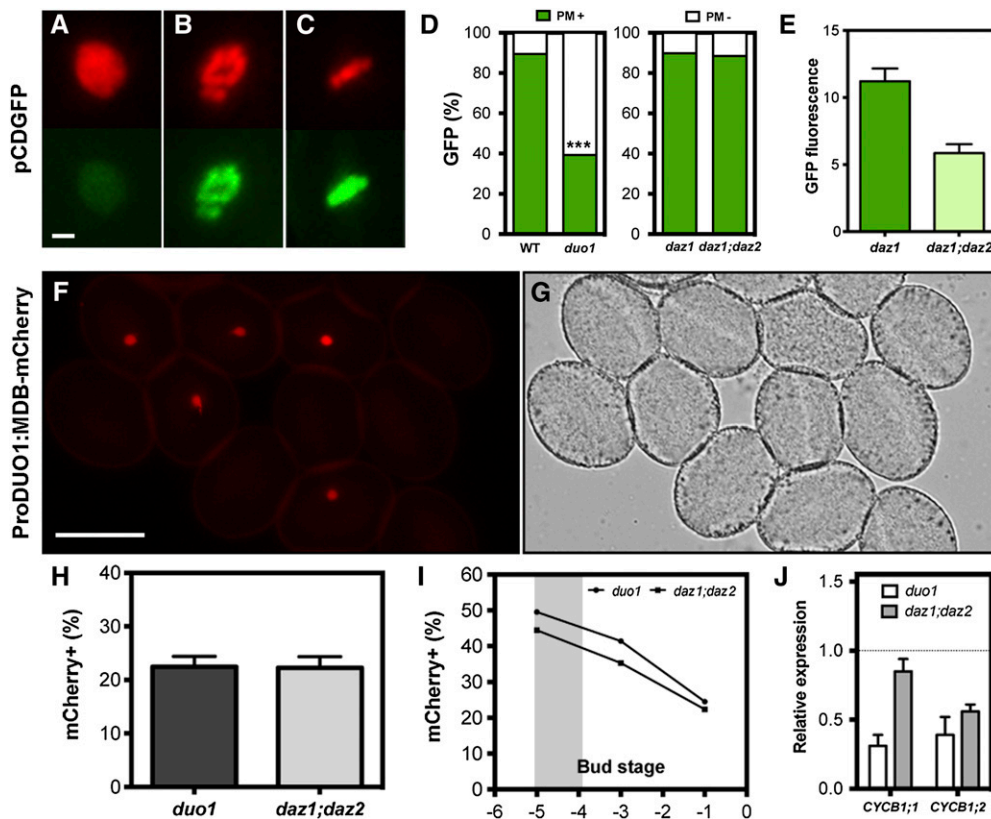 A B C
pCDGFP
D
PM + PM -
GFP (%)
100 100
80 80
60 60
40 40
20 20
0 0
***
WT duo1 daz1 daz1;daz2
E
GFP fluorescence
15
10
5
0
daz1 daz1;daz2
F G
ProDUO1:MDB-mCherry
H
mCherry+ (%)
40
30
20
10
0
duo1 daz1;daz2
I
mCherry+ (%)
60
50
40
30
20
10
0
duo1 daz1;daz2
Bud stage
-6 -5 -4 -3 -2 -1 0
J
Relative expression
1.5
1.0
0.5
0.0
duo1
daz1;daz2
CYCB1;1 CYCB1;2